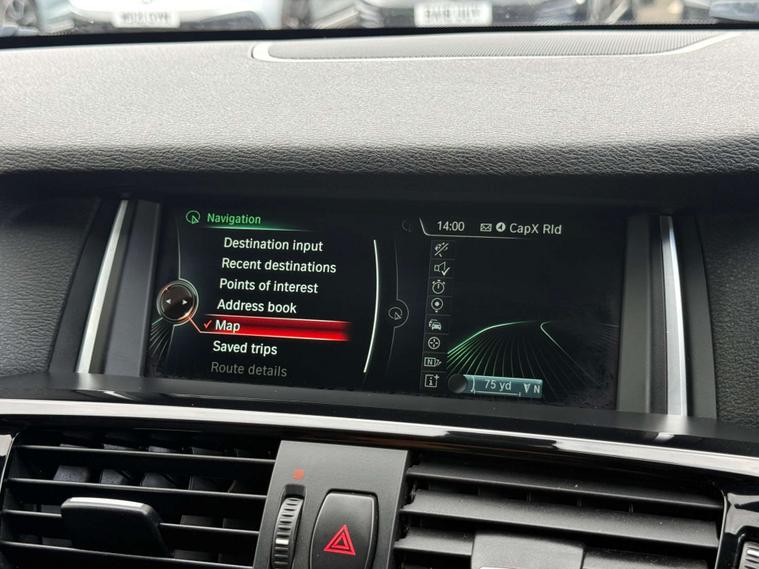 Navigation
14:00 CapX Rld
Destination input
Recent destinations
Points of interest
Address book
Map
Saved trips
Route details
N
75 yd N